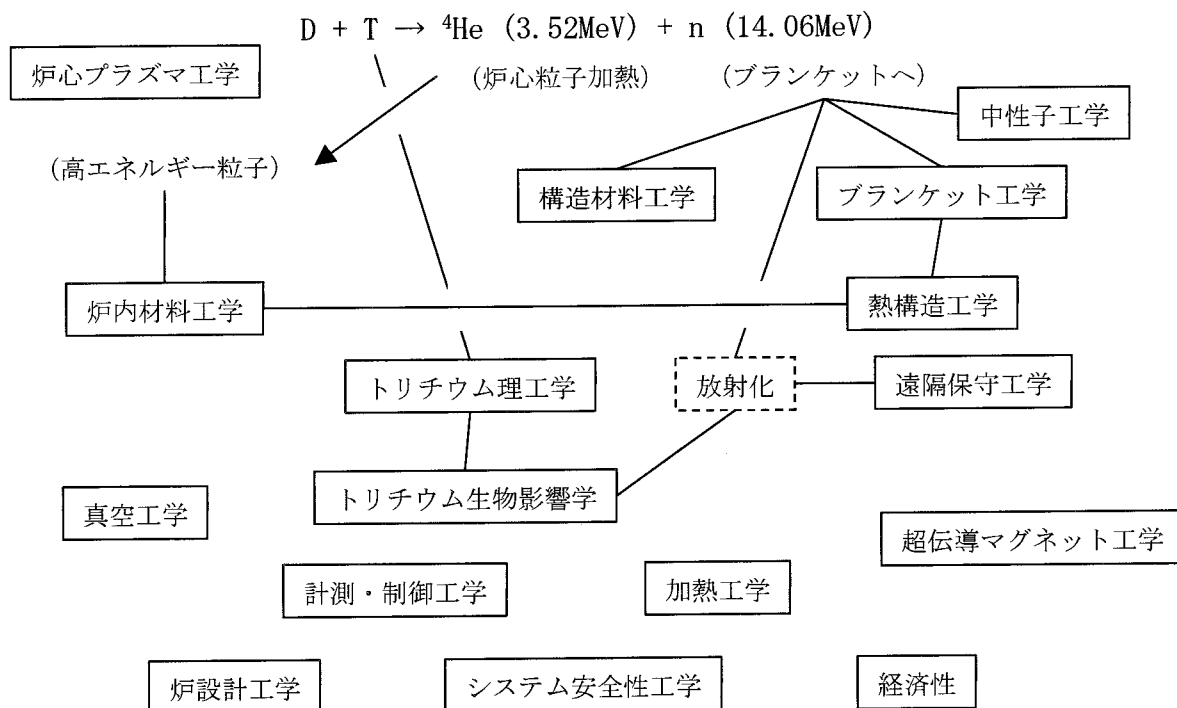 D + T → ⁴He (3.52MeV) + n (14.06MeV)
炉心プラズマ工学
(炉心粒子加熱)
(ブランケットへ)
中性子工学
(高エネルギー粒子)
構造材料工学
ブランケット工学
炉内材料工学
熱構造工学
トリチウム理工学
放射化
遠隔保守工学
トリチウム生物影響学
真空工学
超伝導マグネット工学
計測・制御工学
加熱工学
炉設計工学
システム安全性工学
経済性